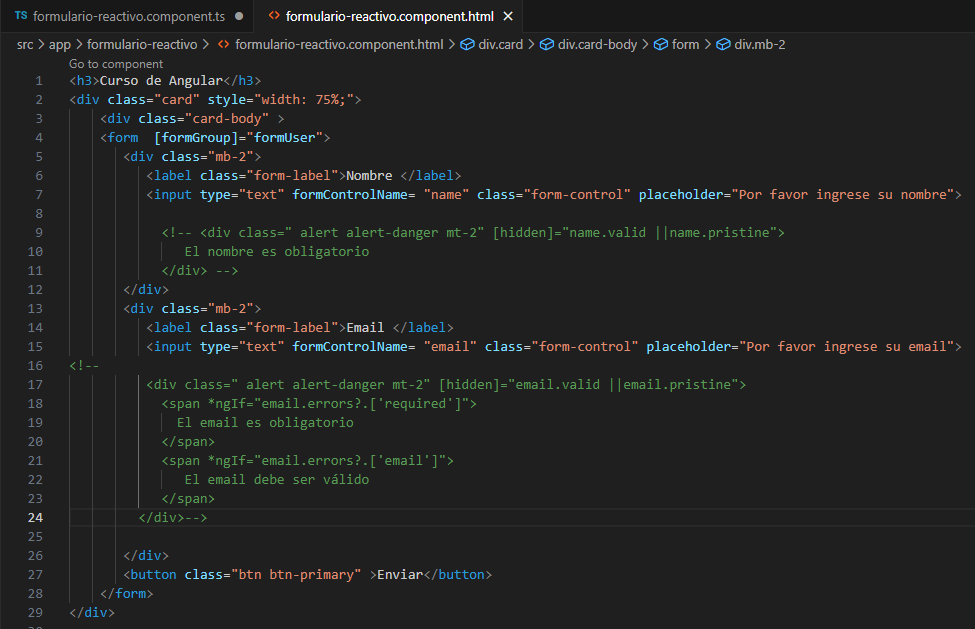 TS formulario-reactivo.component.ts ● <> formulario-reactivo.component.html ✕
src > app > formulario-reactivo > <> formulario-reactivo.component.html > div.card > div.card-body > form > div.mb-2
Go to component
1 <h3>Curso de Angular</h3>
2 <div class="card" style="width: 75%;">
3 <div class="card-body" >
4 <form  [formGroup]="formUser">
5 <div class="mb-2">
6 <label class="form-label">Nombre </label>
7 <input type="text" formControlName= "name" class="form-control" placeholder="Por favor ingrese su nombre">
8
9 <!-- <div class=" alert alert-danger mt-2" [hidden]="name.valid ||name.pristine">
10 El nombre es obligatorio
11 </div> -->
12 </div>
13 <div class="mb-2">
14 <label class="form-label">Email </label>
15 <input type="text" formControlName= "email" class="form-control" placeholder="Por favor ingrese su email">
16 <!--
17 <div class=" alert alert-danger mt-2" [hidden]="email.valid ||email.pristine">
18 <span *ngIf="email.errors?.['required']">
19 El email es obligatorio
20 </span>
21 <span *ngIf="email.errors?.['email']">
22 El email debe ser válido
23 </span>
24 </div>-->
25
26 </div>
27 <button class="btn btn-primary" >Enviar</button>
28 </form>
29 </div>